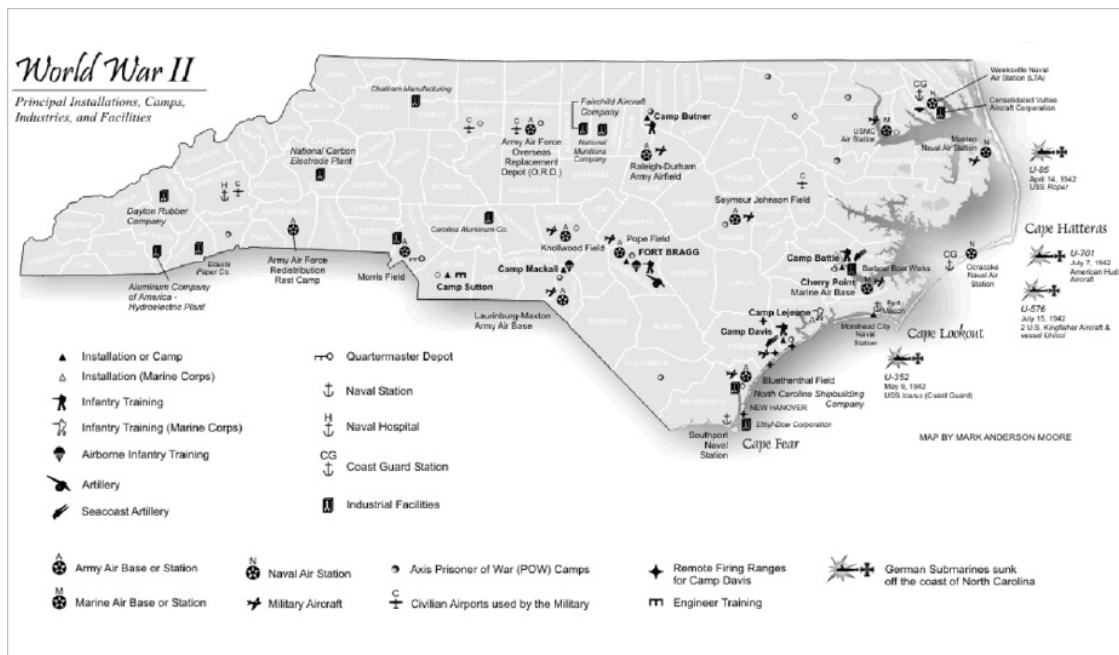 World War II
Principal Installations, Camps,
Industries, and Facilities
Chatham Manufacturing
National Carbon
Electrode Plant
Dayton Rubber
Company
H
C
Ecusta
Paper Co.
Aluminum Company
of America -
Hydroelectric Plant
A
Army Air Force
Redistribution
Rest Camp
C
C
A
Army Air Force
Overseas
Replacement
Depot (O.R.D.)
Fairchild Aircraft
Company
National
Munitions
Company
Camp Butner
A
Raleigh-Durham
Army Airfield
Carolina Aluminum Co.
A
Morris Field
Camp Sutton
A
Knollwood Field
Camp Mackall
A
Laurinburg-Maxton
Army Air Base
A
Pope Field
FORT BRAGG
C
Seymour Johnson Field
A
CG
N
Weeksville Naval
Air Station (LTA)
Consolidated Vultee
Aircraft Corporation
M
USMC
Air Station
Manteo
Naval Air Station
N
U-85
April 14, 1942
USS Roper
Cape Hatteras
U-701
July 7, 1942
American Hudson
Aircraft
U-576
July 15, 1942
2 U.S. Kingfisher Aircraft &
vessel Unicoi
CG
N
Ocracoke
Naval Air
Station
Camp Battle
Barbour Boat Works
Cherry Point
Marine Air Base
M
Fort
Macon
Morehead City
Naval
Station
Cape Lookout
U-352
May 9, 1942
USS Icarus (Coast Guard)
Camp Lejeune
Camp Davis
A
Bluethenthal Field
North Carolina Shipbuilding
Company
NEW HANOVER
Ethyl-Dow Corporation
Southport
Naval
Station
Cape Fear
MAP BY MARK ANDERSON MOORE
Installation or Camp
Installation (Marine Corps)
Infantry Training
Infantry Training (Marine Corps)
Airborne Infantry Training
Artillery
Seacoast Artillery
Quartermaster Depot
Naval Station
H
Naval Hospital
CG
Coast Guard Station
Industrial Facilities
A
Army Air Base or Station
M
Marine Air Base or Station
N
Naval Air Station
Military Aircraft
Axis Prisoner of War (POW) Camps
C
Civilian Airports used by the Military
Remote Firing Ranges
for Camp Davis
Engineer Training
German Submarines sunk
off the coast of North Carolina